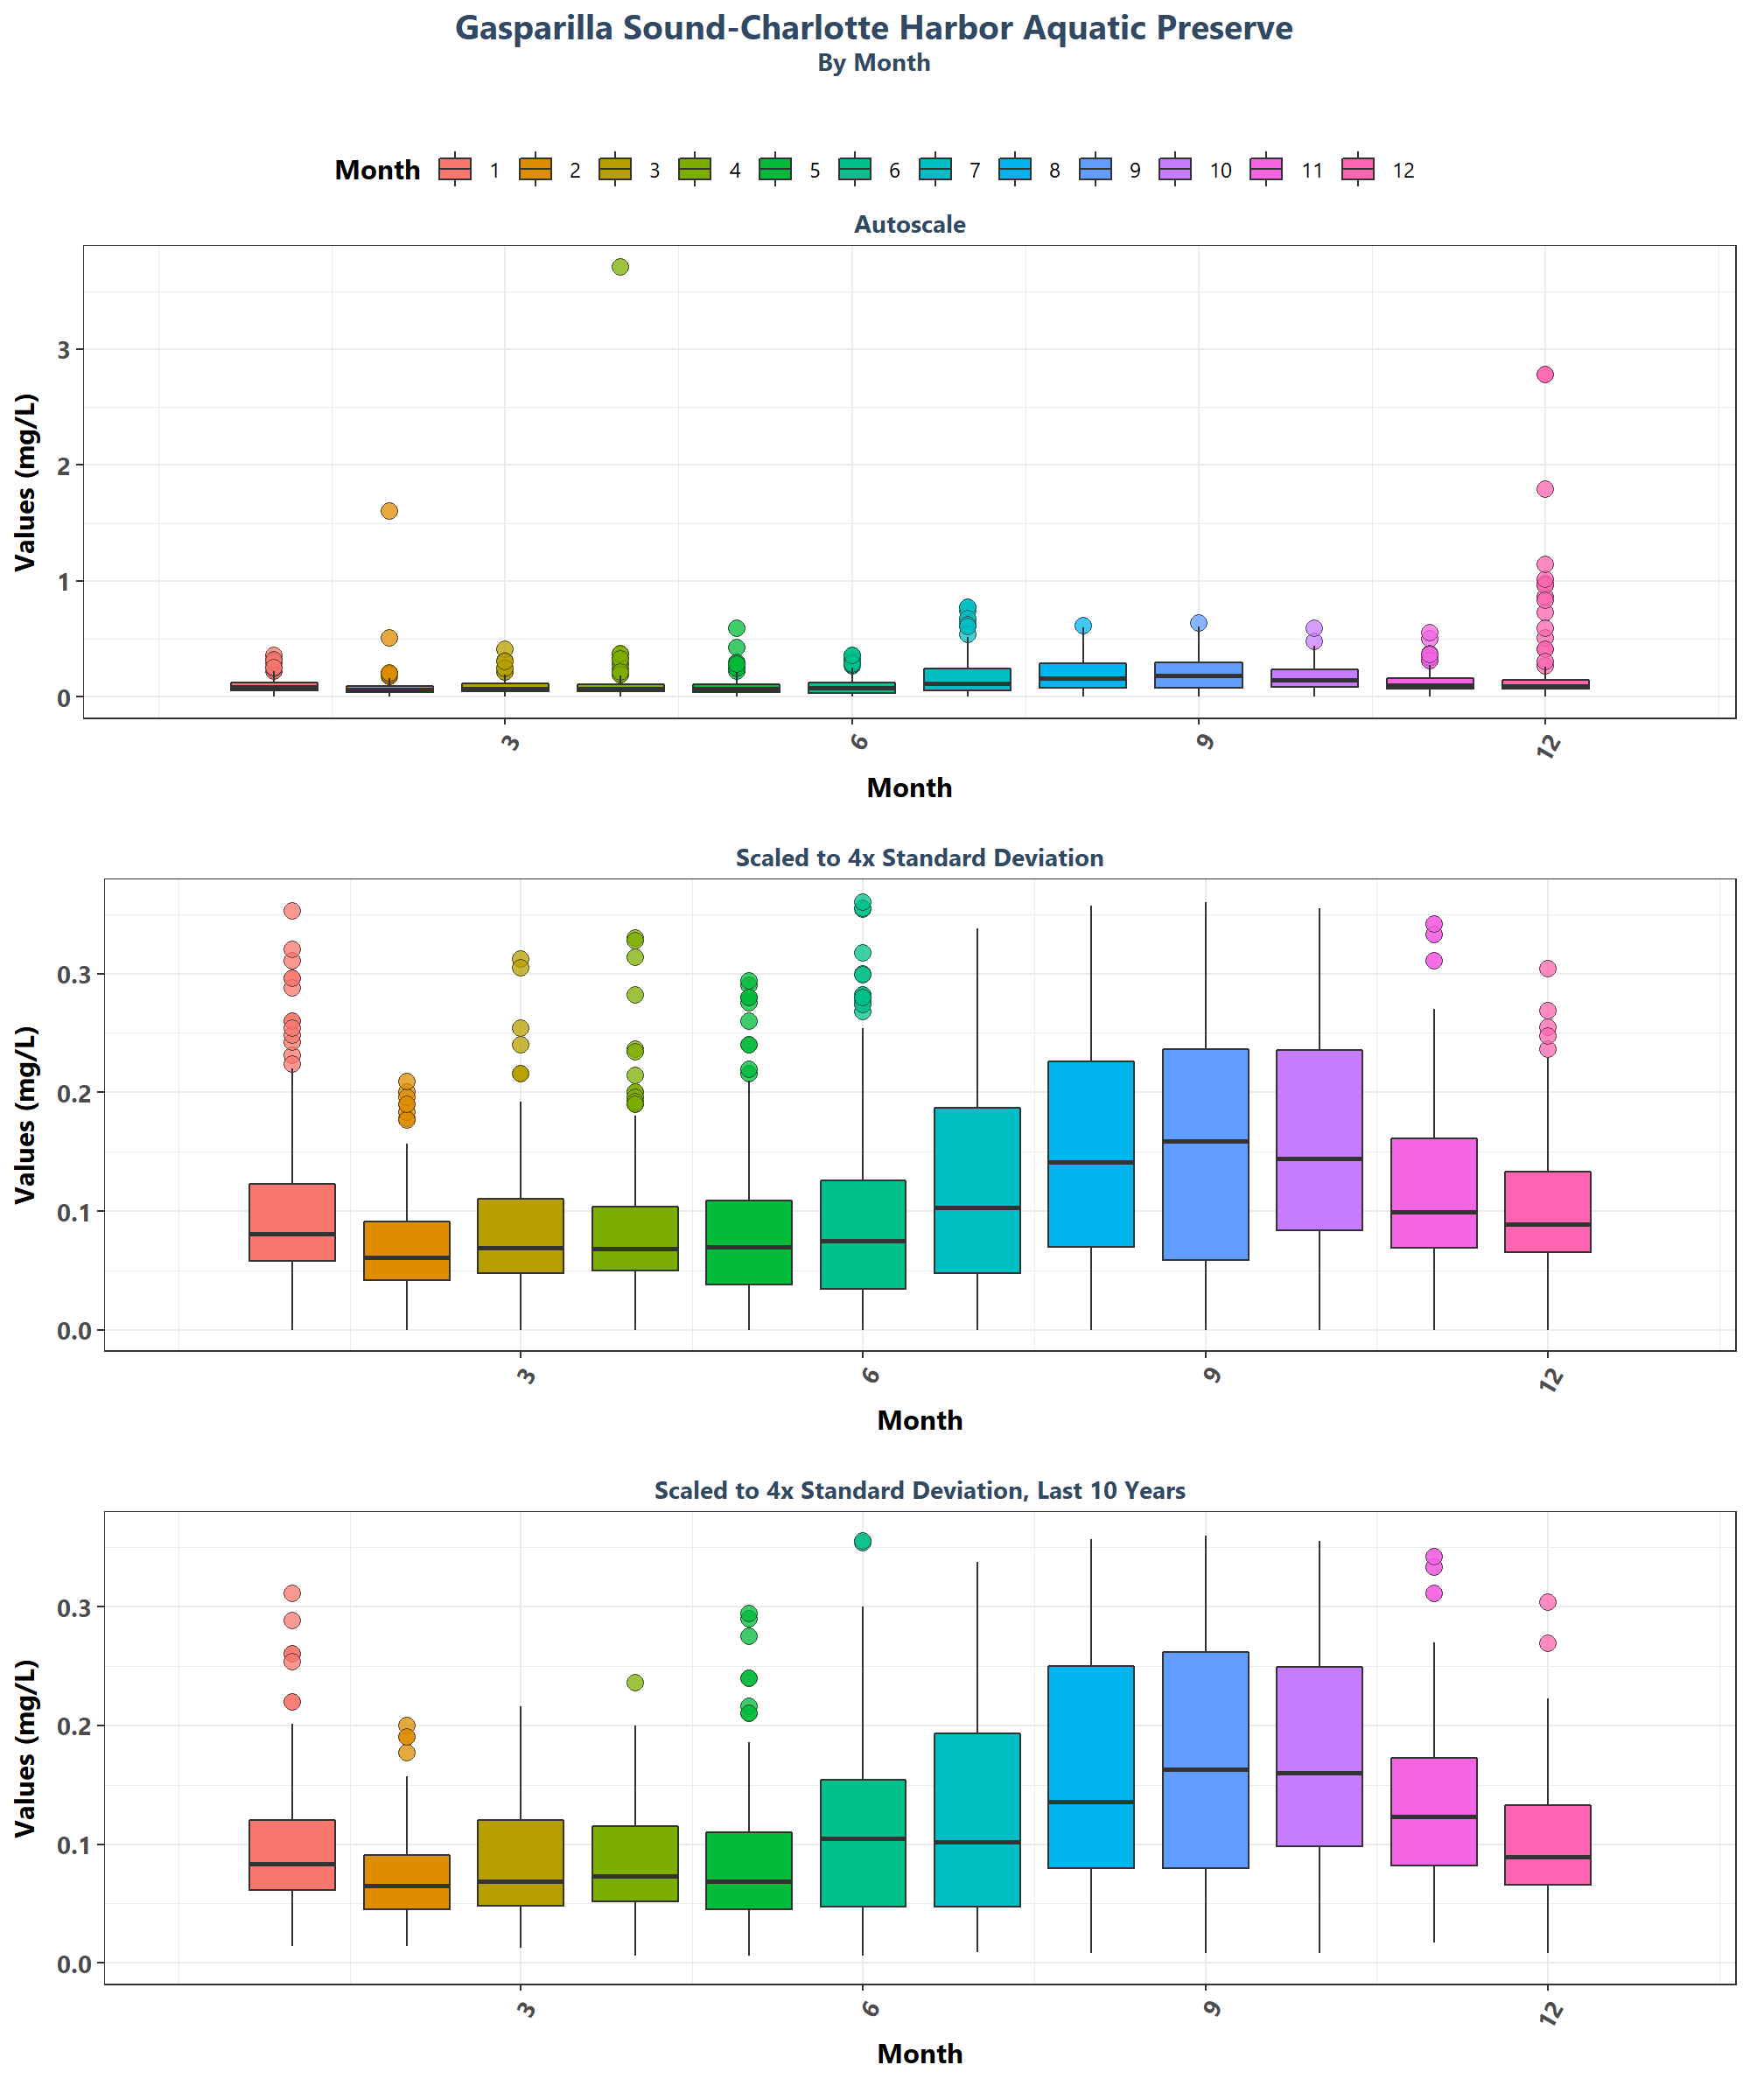 Gasparilla Sound-Charlotte Harbor Aquatic Preserve
By Month
Month 1 2 3 4 5 6 7 8 9 10 11 12
Autoscale
Values (mg/L)
3
2
1
0
3 6 9 12
Month
Scaled to 4x Standard Deviation
Values (mg/L)
0.3
0.2
0.1
0.0
3 6 9 12
Month
Scaled to 4x Standard Deviation, Last 10 Years
Values (mg/L)
0.3
0.2
0.1
0.0
3 6 9 12
Month